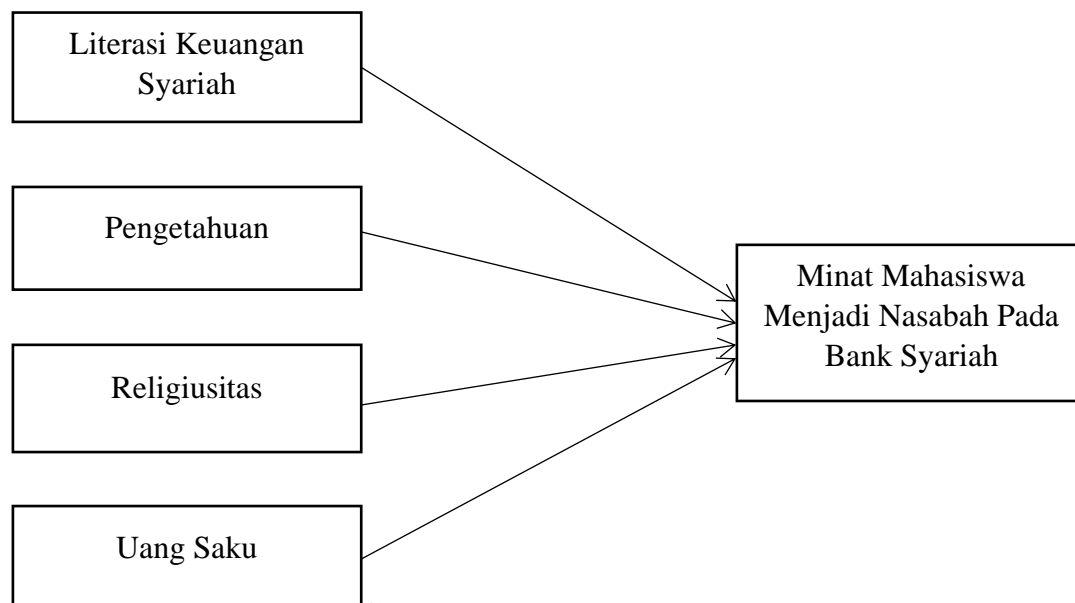 Literasi Keuangan
Syariah
Pengetahuan
Religiusitas
Uang Saku
Minat Mahasiswa
Menjadi Nasabah Pada
Bank Syariah